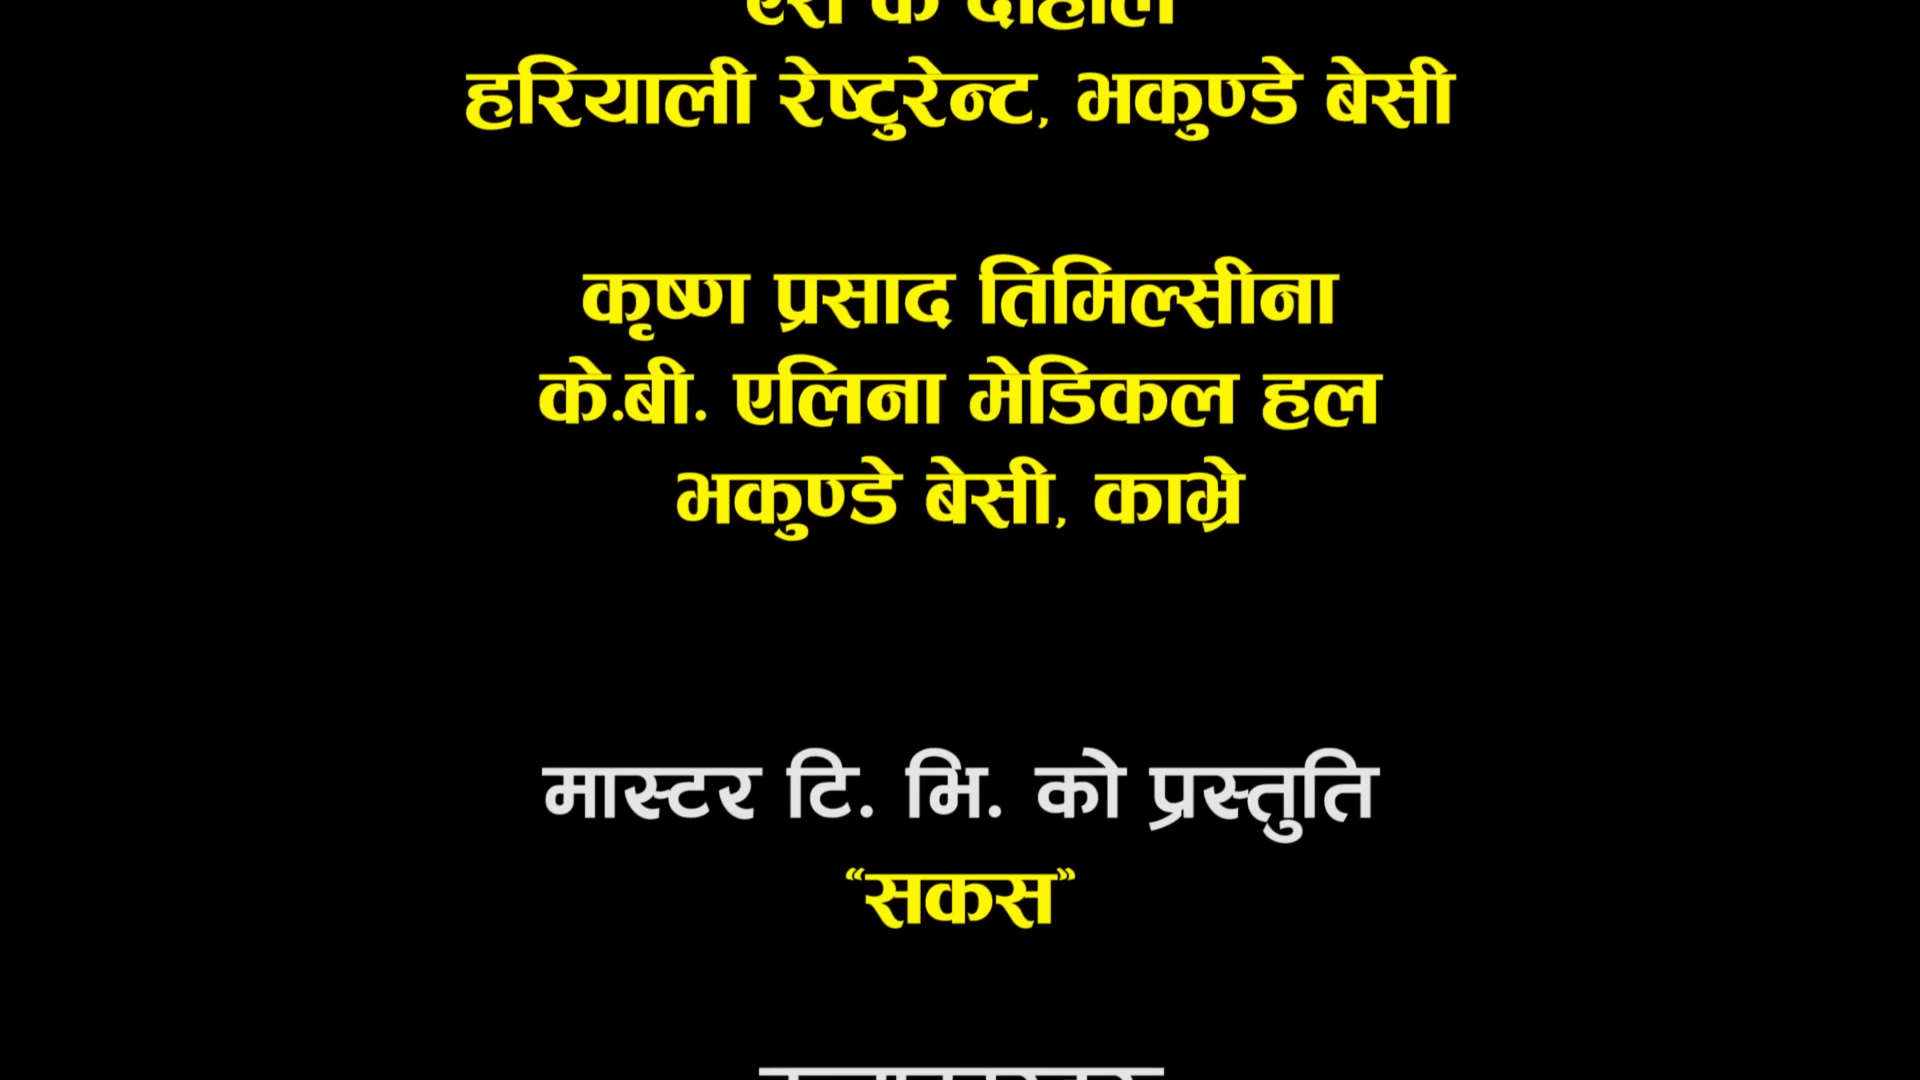 हरियाली रेष्टुरेन्ट, भकुण्डे बेसी
कृष्ण प्रसाद तिमिल्सीना
के.बी. एलिना मेडिकल हल
भकुण्डे बेसी, काभ्रे
मास्टर टि. भि. को प्रस्तुति
“सकस”